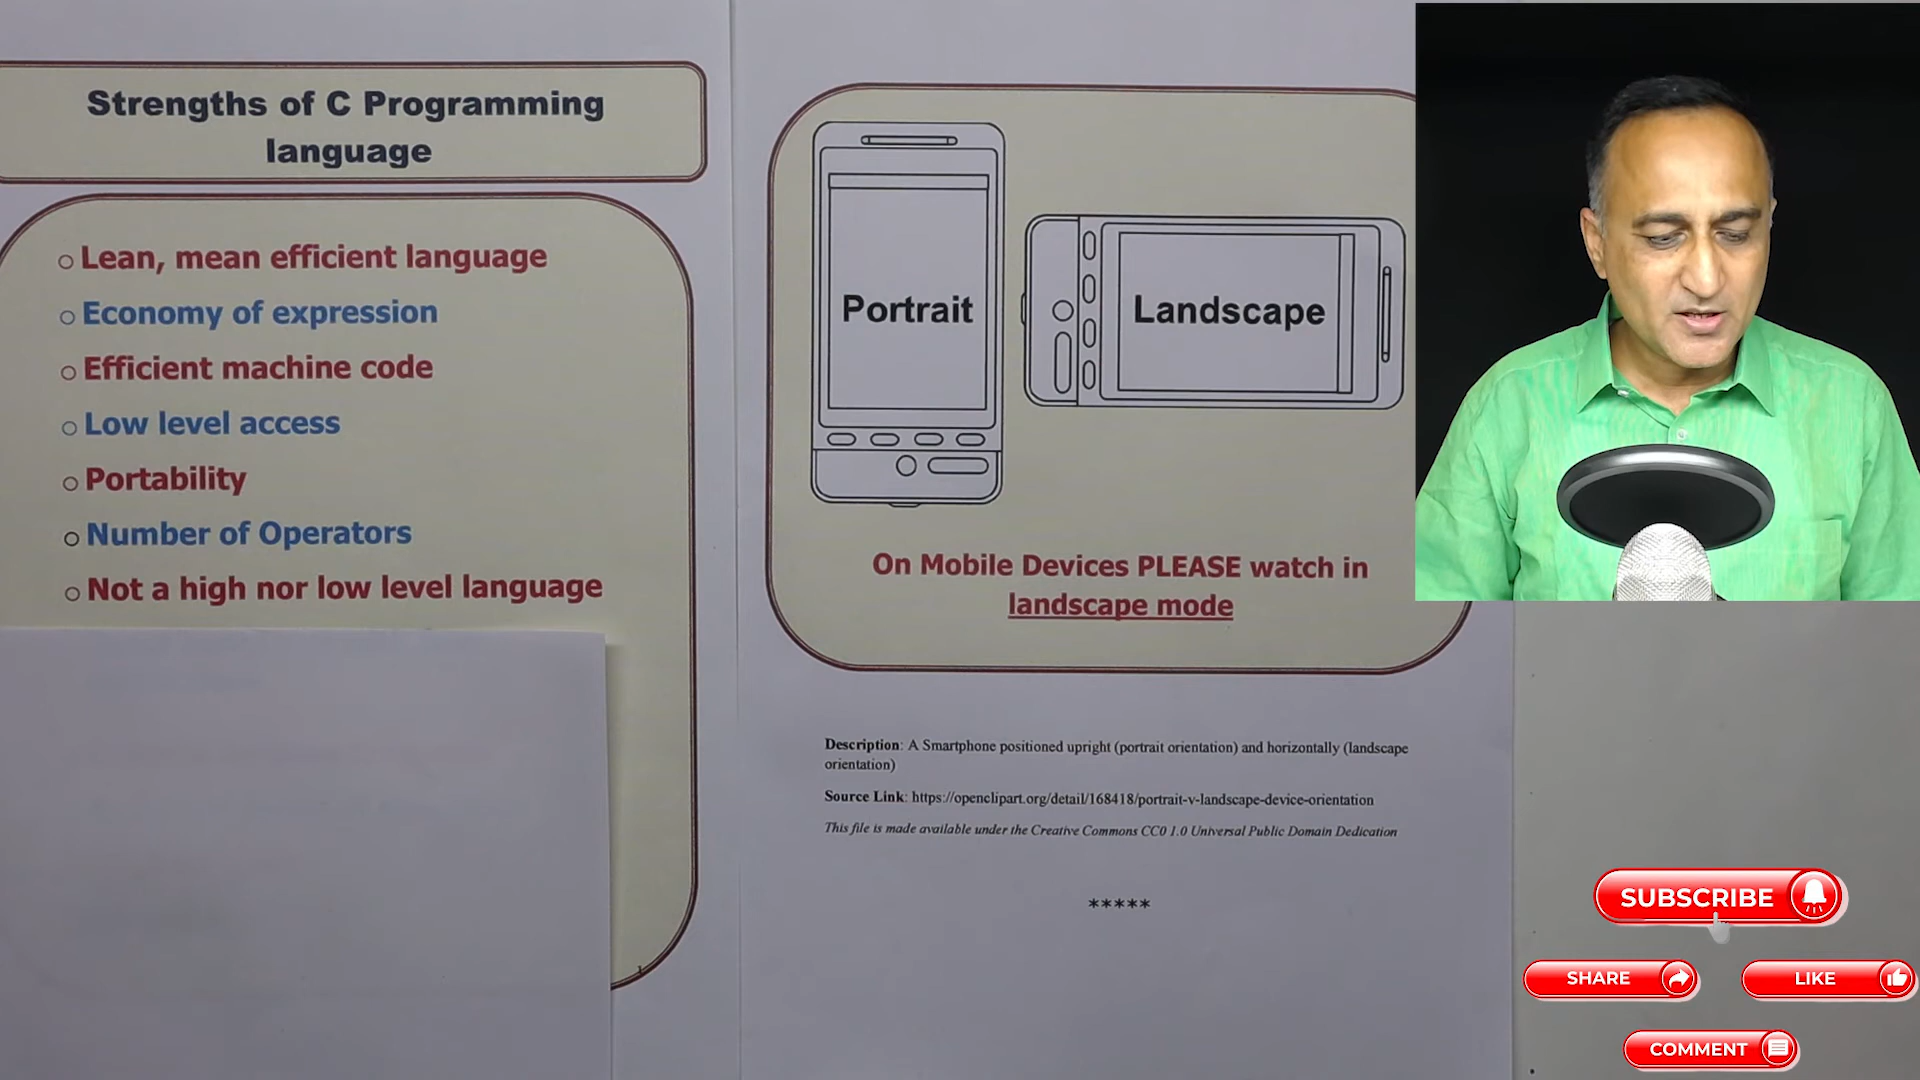 Strengths of C Programming
language
Lean, mean efficient language
Economy of expression
Efficient machine code
Low level access
Portability
Number of Operators
Not a high nor low level language
Portrait
Landscape
On Mobile Devices PLEASE watch in
landscape mode
Description: A Smartphone positioned upright (portrait orientation) and horizontally (landscape
orientation)
Source Link: https://openclipart.org/detail/168418/portrait-v-landscape-device-orientation
This file is made available under the Creative Commons CC0 1.0 Universal Public Domain Dedication
*****
SUBSCRIBE
SHARE
LIKE
COMMENT